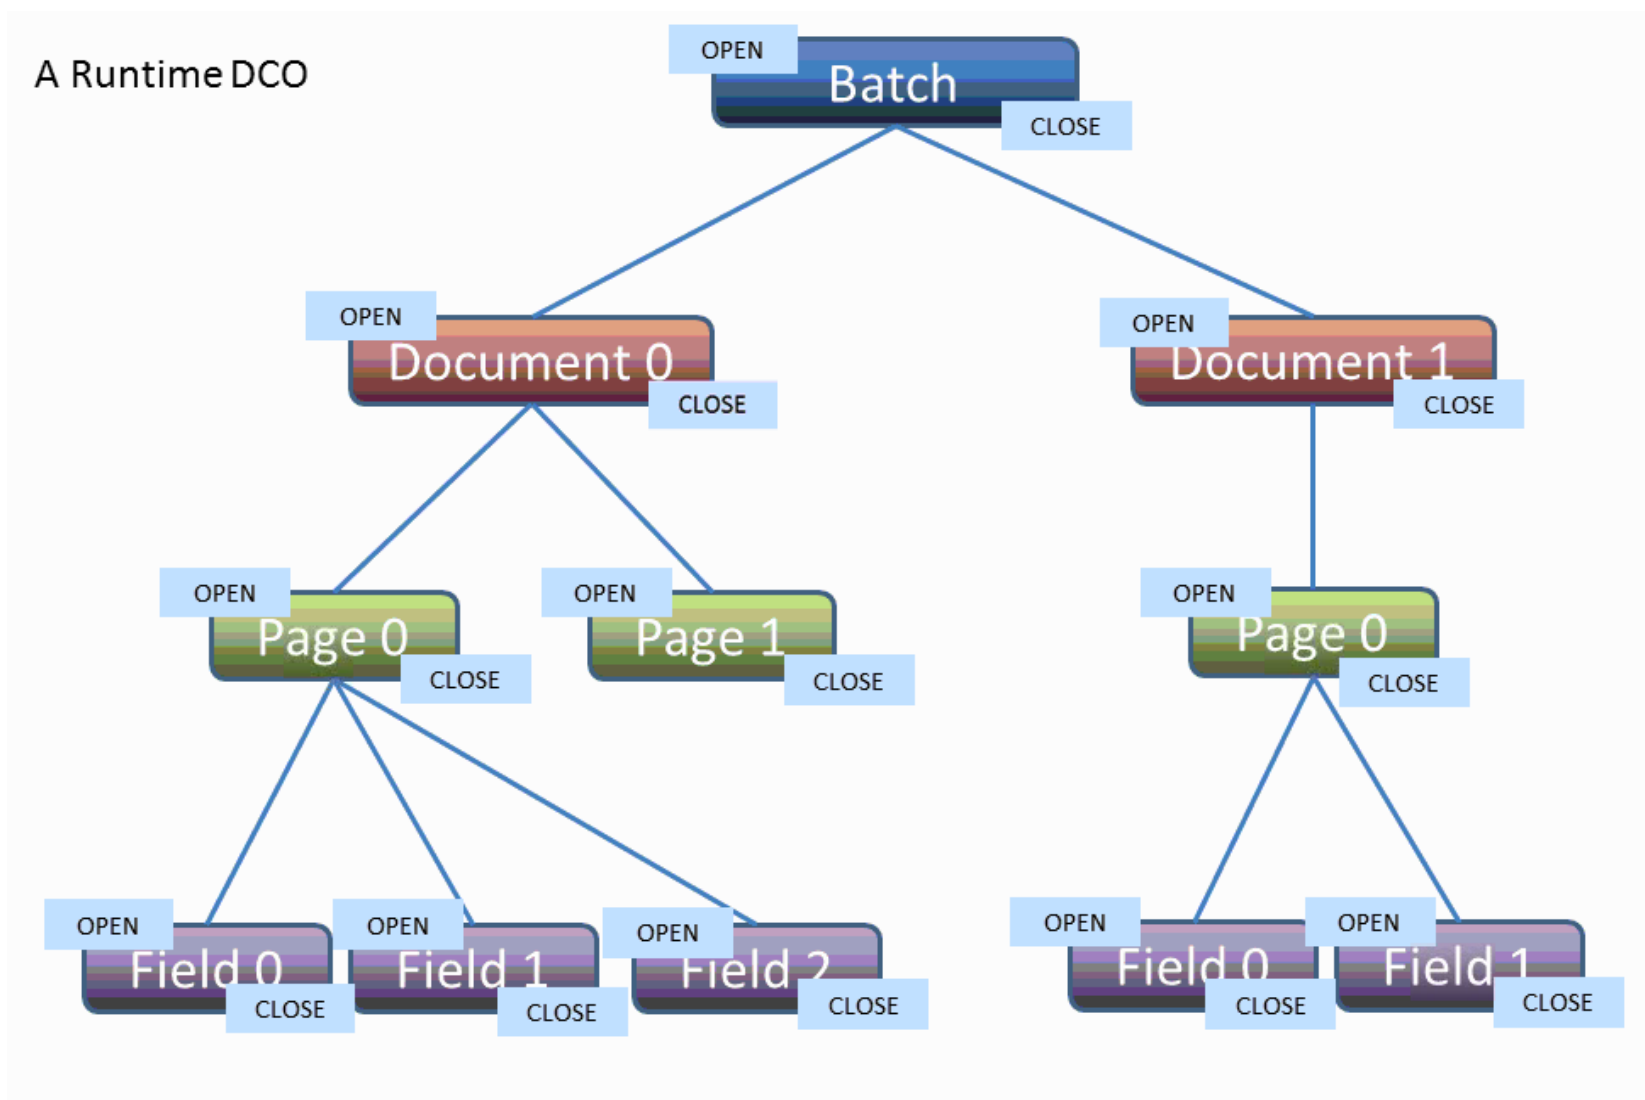 A Runtime DCO
OPEN
Batch
CLOSE
OPEN
Document 0
CLOSE
OPEN
Document 1
CLOSE
OPEN
Page 0
CLOSE
OPEN
Page 1
CLOSE
OPEN
Page 0
CLOSE
OPEN
Field 0
CLOSE
OPEN
Field 1
CLOSE
OPEN
Field 2
CLOSE
OPEN
Field 0
CLOSE
OPEN
Field 1
CLOSE